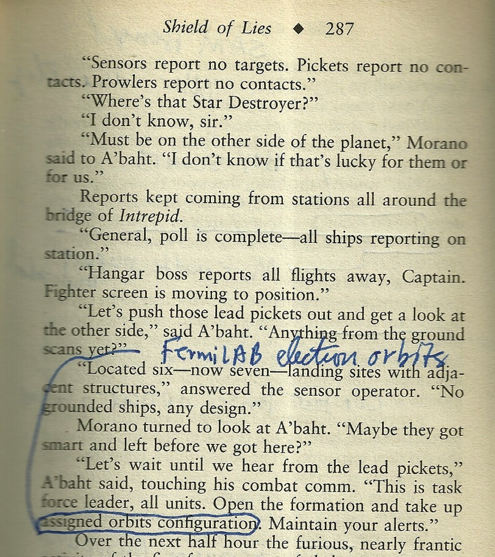 Shield of Lies ◆ 287
“Sensors report no targets. Pickets report no con-
tacts. Prowlers report no contacts.”
“Where's that Star Destroyer?”
“I don't know, sir.”
“Must be on the other side of the planet,” Morano
said to A'baht. “I don't know if that's lucky for them or
for us.”
Reports kept coming from stations all around the
bridge of Intrepid.
“General, poll is complete—all ships reporting on
station.”
“Hangar boss reports all flights away, Captain.
Fighter screen is moving to position.”
“Let's push those lead pickets out and get a look at
the other side,” said A'baht. “Anything from the ground
scans yet?”
FermiLAB election orbits
“Located six—now seven—landing sites with adja-
cent structures,” answered the sensor operator. “No
grounded ships, any design.”
Morano turned to look at A'baht. “Maybe they got
smart and left before we got here?”
“Let's wait until we hear from the lead pickets,”
A'baht said, touching his combat comm. “This is task
force leader, all units. Open the formation and take up
assigned orbits configuration. Maintain your alerts.”
Over the next half hour the furious, nearly frantic